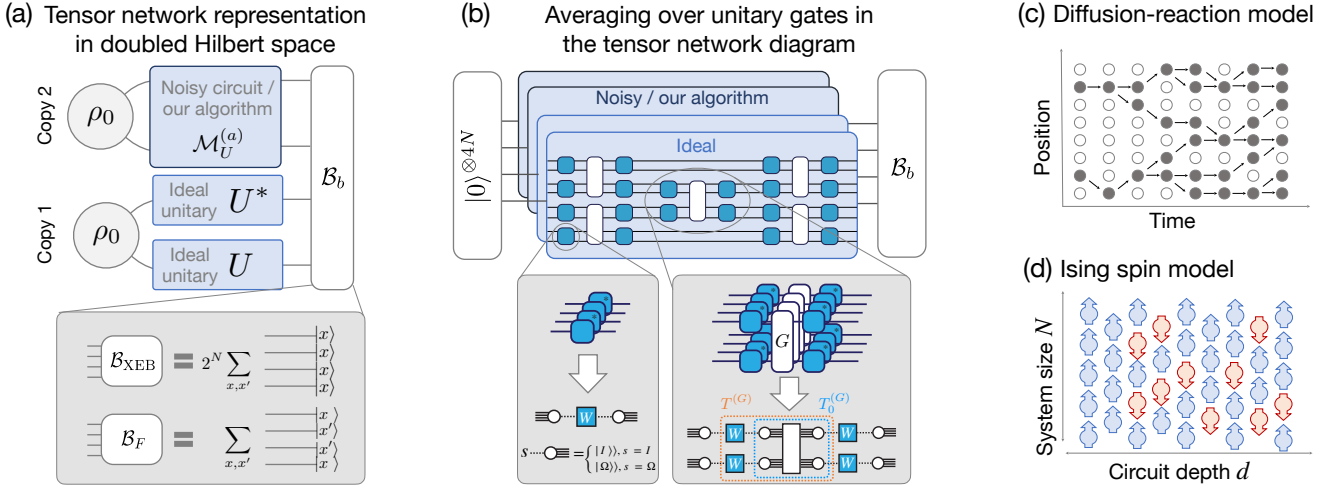 (a) Tensor network representation
in doubled Hilbert space
Copy 2
ρ₀
Noisy circuit /
our algorithm
𝓜_U^(a)
Copy 1
ρ₀
Ideal
unitary U*
Ideal
unitary U
𝓑_b
𝓑_XEB = 2^N ∑_{x,x′} |x⟩ |x⟩ |x⟩ |x⟩
𝓑_F = ∑_{x,x′} |x⟩ |x′⟩ |x′⟩ |x⟩
(b) Averaging over unitary gates in
the tensor network diagram
|0⟩^{⊗4N}
Noisy / our algorithm
Ideal
𝓑_b
*
*
W
s = { |I⟩⟩, s = I
|Ω⟩⟩, s = Ω
*
*
*
*
*
*
*
*
G
T^(G)
T₀^(G)
W
W
W
W
(c) Diffusion-reaction model
Position
Time
(d) Ising spin model
System size N
Circuit depth d